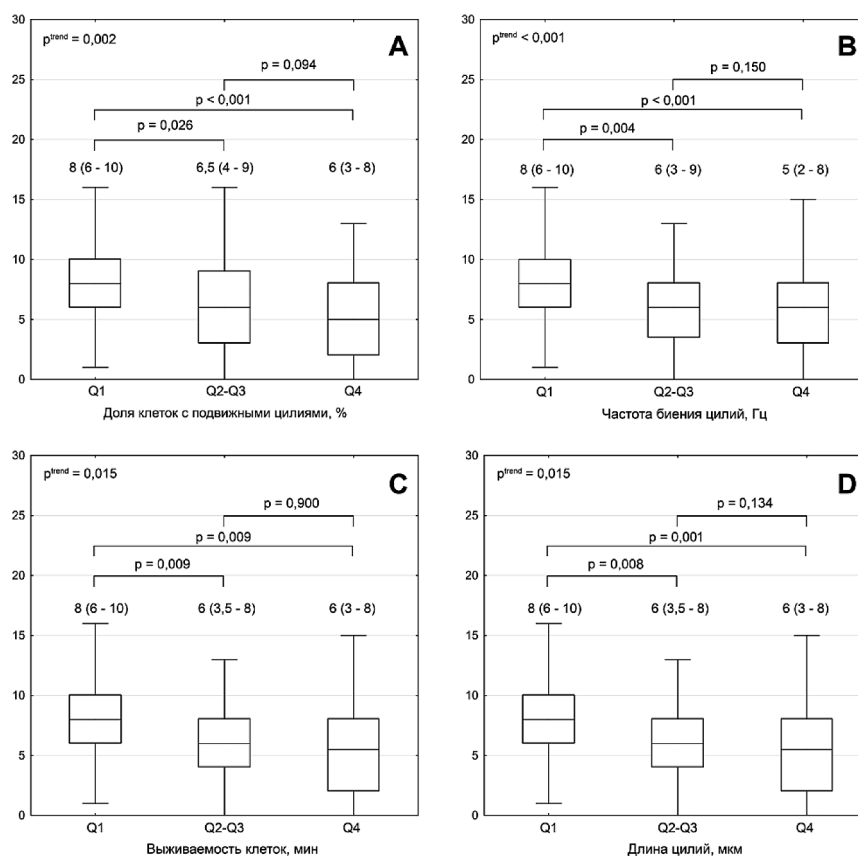 30
25
20
15
10
5
0
p^trend = 0,002
A
p = 0,094
p < 0,001
p = 0,026
8 (6 - 10) 6,5 (4 - 9) 6 (3 - 8)
Q1 Q2-Q3 Q4
Доля клеток с подвижными цилиями, %
30
25
20
15
10
5
0
p^trend < 0,001
B
p = 0,150
p < 0,001
p = 0,004
8 (6 - 10) 6 (3 - 9) 5 (2 - 8)
Q1 Q2-Q3 Q4
Частота биения цилий, Гц
30
25
20
15
10
5
0
p^trend = 0,015
C
p = 0,900
p = 0,009
p = 0,009
8 (6 - 10) 6 (3,5 - 8) 6 (3 - 8)
Q1 Q2-Q3 Q4
Выживаемость клеток, мин
30
25
20
15
10
5
0
p^trend = 0,015
D
p = 0,134
p = 0,001
p = 0,008
8 (6 - 10) 6 (3,5 - 8) 6 (3 - 8)
Q1 Q2-Q3 Q4
Длина цилий, мкм